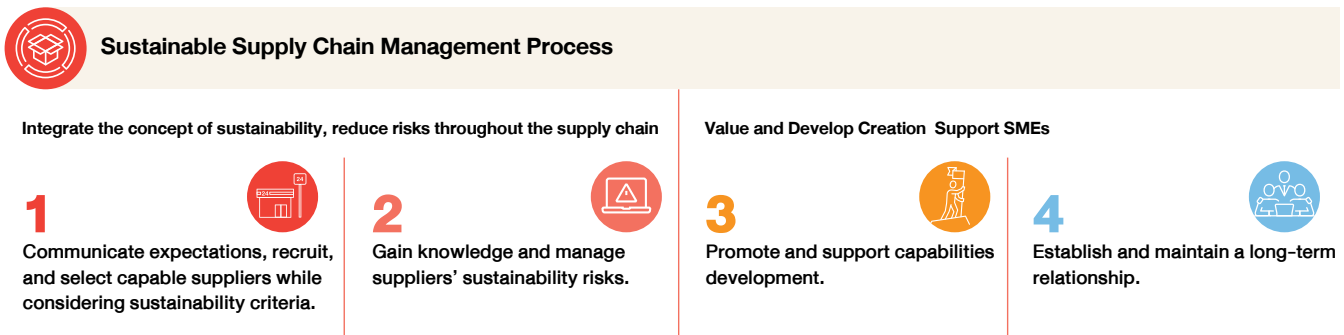 Sustainable Supply Chain Management Process
Integrate the concept of sustainability, reduce risks throughout the supply chain
1
24
24
Communicate expectations, recruit,
and select capable suppliers while
considering sustainability criteria.
2
Gain knowledge and manage
suppliers’ sustainability risks.
Value and Develop Creation  Support SMEs
3
Promote and support capabilities
development.
4
Establish and maintain a long-term
relationship.